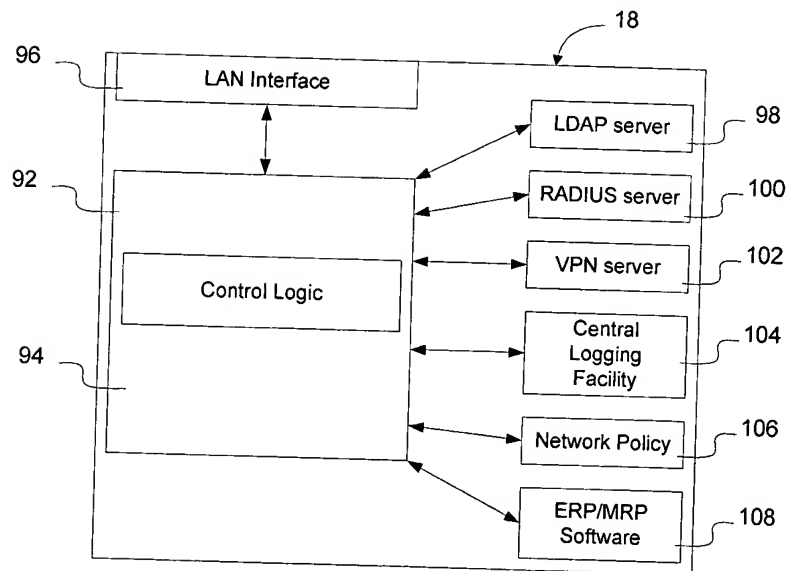 18
96
LAN Interface
LDAP server
98
92
RADIUS server
100
VPN server
102
Control Logic
Central
Logging
Facility
104
94
Network Policy
106
ERP/MRP
Software
108